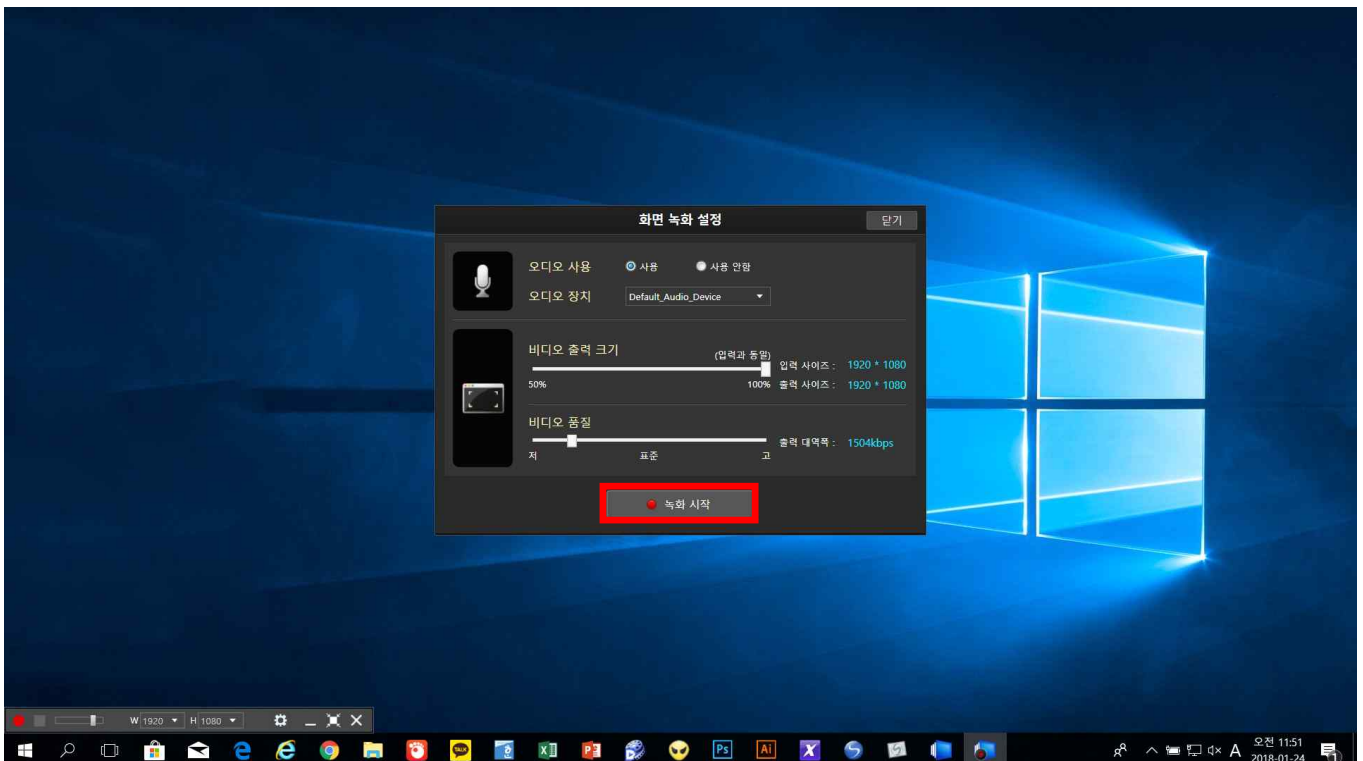 화면 녹화 설정
닫기
오디오 사용
사용
사용 안함
오디오 장치
Default_Audio_Device
비디오 출력 크기
(입력과 동일)
50%
100%
입력 사이즈 : 1920 * 1080
출력 사이즈 : 1920 * 1080
비디오 품질
저
표준
고
출력 대역폭 : 1504kbps
녹화 시작
W 1920 H 1080
TALK
Ps
Ai
X
A
오전 11:51
2018-01-24
1